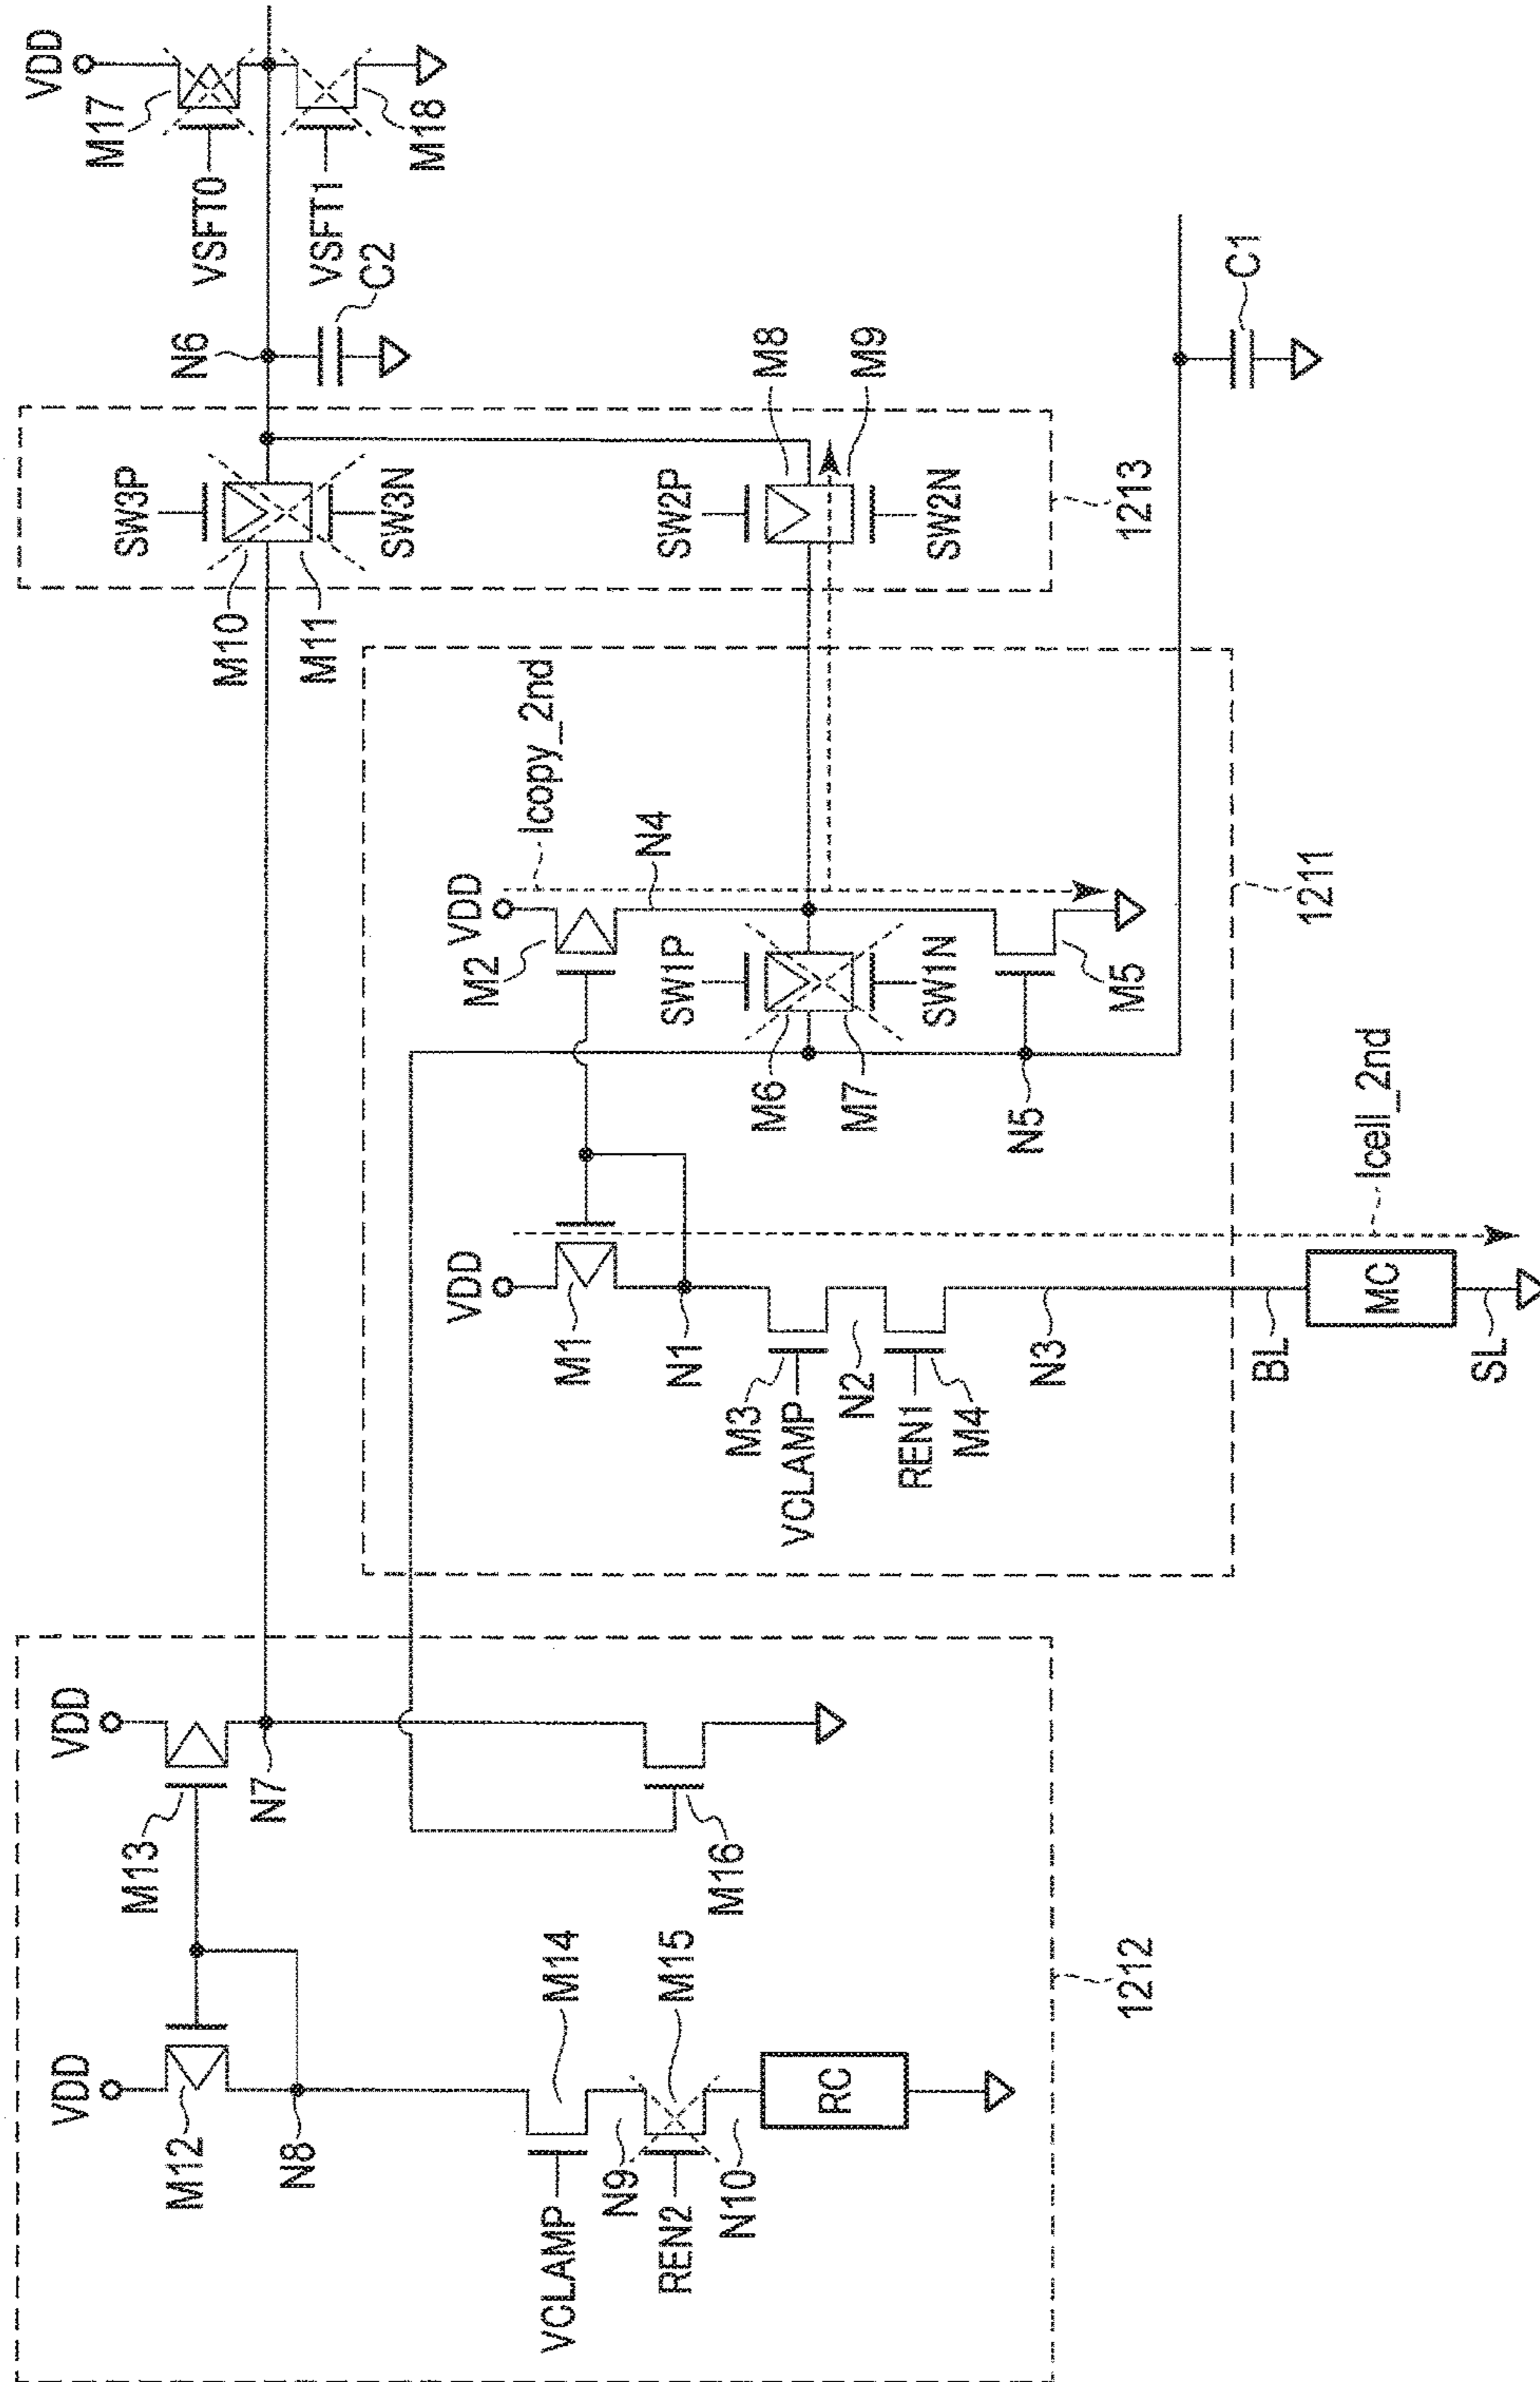 VDD
M17
VSFT0
VSFT1
M18
N6
C2
SW3P
SW3N
M10
M11
M8
M9
SW2P
SW2N
1213
C1
Icopy_2nd
VDD
N4
M2
SW1P
SW1N
M6
M7
M5
N5
1211
VDD
M1
N1
M3
VCLAMP
N2
REN1
M4
N3
BL
MC
SL
Icell_2nd
VDD
M13
N7
M16
VDD
M12
N8
M14
VCLAMP
N9
M15
REN2
N10
RC
1212